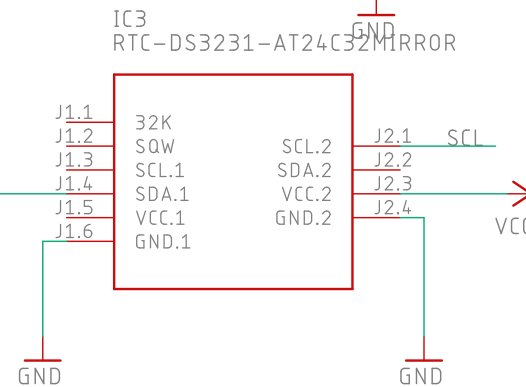 IC3
GND
RTC-DS3231-AT24C32MIRROR
J1.1
32K
J1.2
SQW
SCL.2
J2.1
SCL
J1.3
SCL.1
SDA.2
J2.2
J1.4
SDA.1
VCC.2
J2.3
J1.5
VCC.1
GND.2
J2.4
VCC
J1.6
GND.1
GND
GND